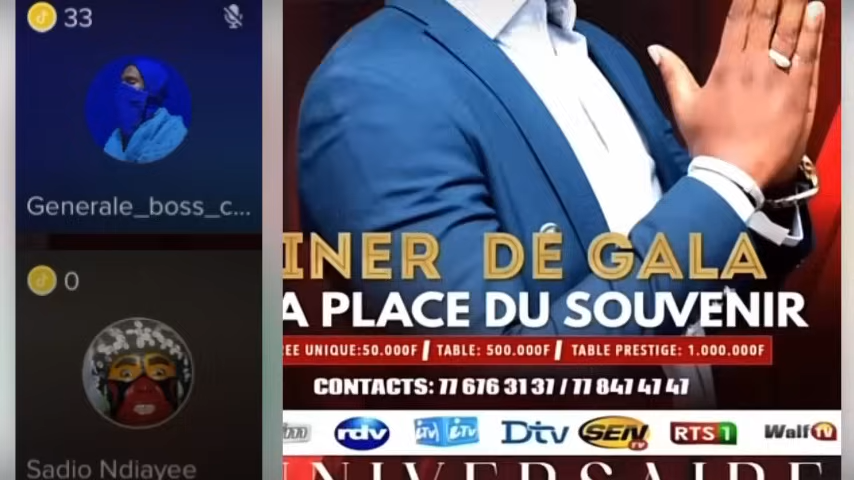 33
Generale_boss_c...
0
Sadio Ndiayee
INER DE GALA
A PLACE DU SOUVENIR
EE UNIQUE:50.000F / TABLE: 500.000F / TABLE PRESTIGE: 1.000.000F
CONTACTS: 77 676 31 37 / 77 847 47 47
rdv itv itv Dtv SEN TV RTS1 Walf TV
NIVERSAIRE